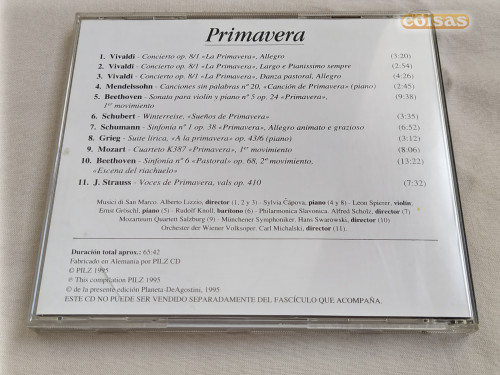 coisas
Primavera
1. Vivaldi - Concierto op. 8/1 «La Primavera», Allegro (3:20)
2. Vivaldi - Concierto op. 8/1 «La Primavera», Largo e Pianissimo sempre (2:54)
3. Vivaldi - Concierto op. 8/1 «La Primavera», Danza pastoral, Allegro (4:26)
4. Mendelssohn - Canciones sin palabras nº 20, «Canción de Primavera» (piano) (2:45)
5. Beethoven - Sonata para violín y piano nº 5 op. 24 «Primavera», (9:38)
1er movimiento
6. Schubert - Winterreise, «Sueños de Primavera» (3:35)
7. Schumann - Sinfonía nº 1 op. 38 «Primavera», Allegro animato e grazioso (6:52)
8. Grieg - Suite lírica, «A la primavera» op. 43/6 (piano) (3:12)
9. Mozart - Cuarteto K387 «Primavera», 1er movimiento (8:06)
10. Beethoven - Sinfonía nº 6 «Pastoral» op. 68, 2º movimiento, (13:22)
«Escena del riachuelo»
11. J. Strauss - Voces de Primavera, vals op. 410 (7:32)
Musici di San Marco, Alberto Lizzio, director (1, 2 y 3) - Sylvia Cápova, piano (4 y 8) - Leon Spierer, violín;
Ernst Gröschl, piano (5) - Rudolf Knoll, barítono (6) - Philharmonica Slavonica, Alfred Scholz, director (7)
Mozarteum Quartett Salzburg (9) - Münchner Symphoniker, Hans Swarowsky, director (10)
Orchester der Wiener Volksoper. Carl Michalski, director (11).
Duración total aprox.: 65:42
Fabricado en Alemania por PILZ CD
© PILZ 1995
℗ This compilation PILZ 1995
© de la presente edición Planeta-DeAgostini, 1995
ESTE CD NO PUEDE SER VENDIDO SEPARADAMENTE DEL FASCÍCULO QUE ACOMPAÑA.